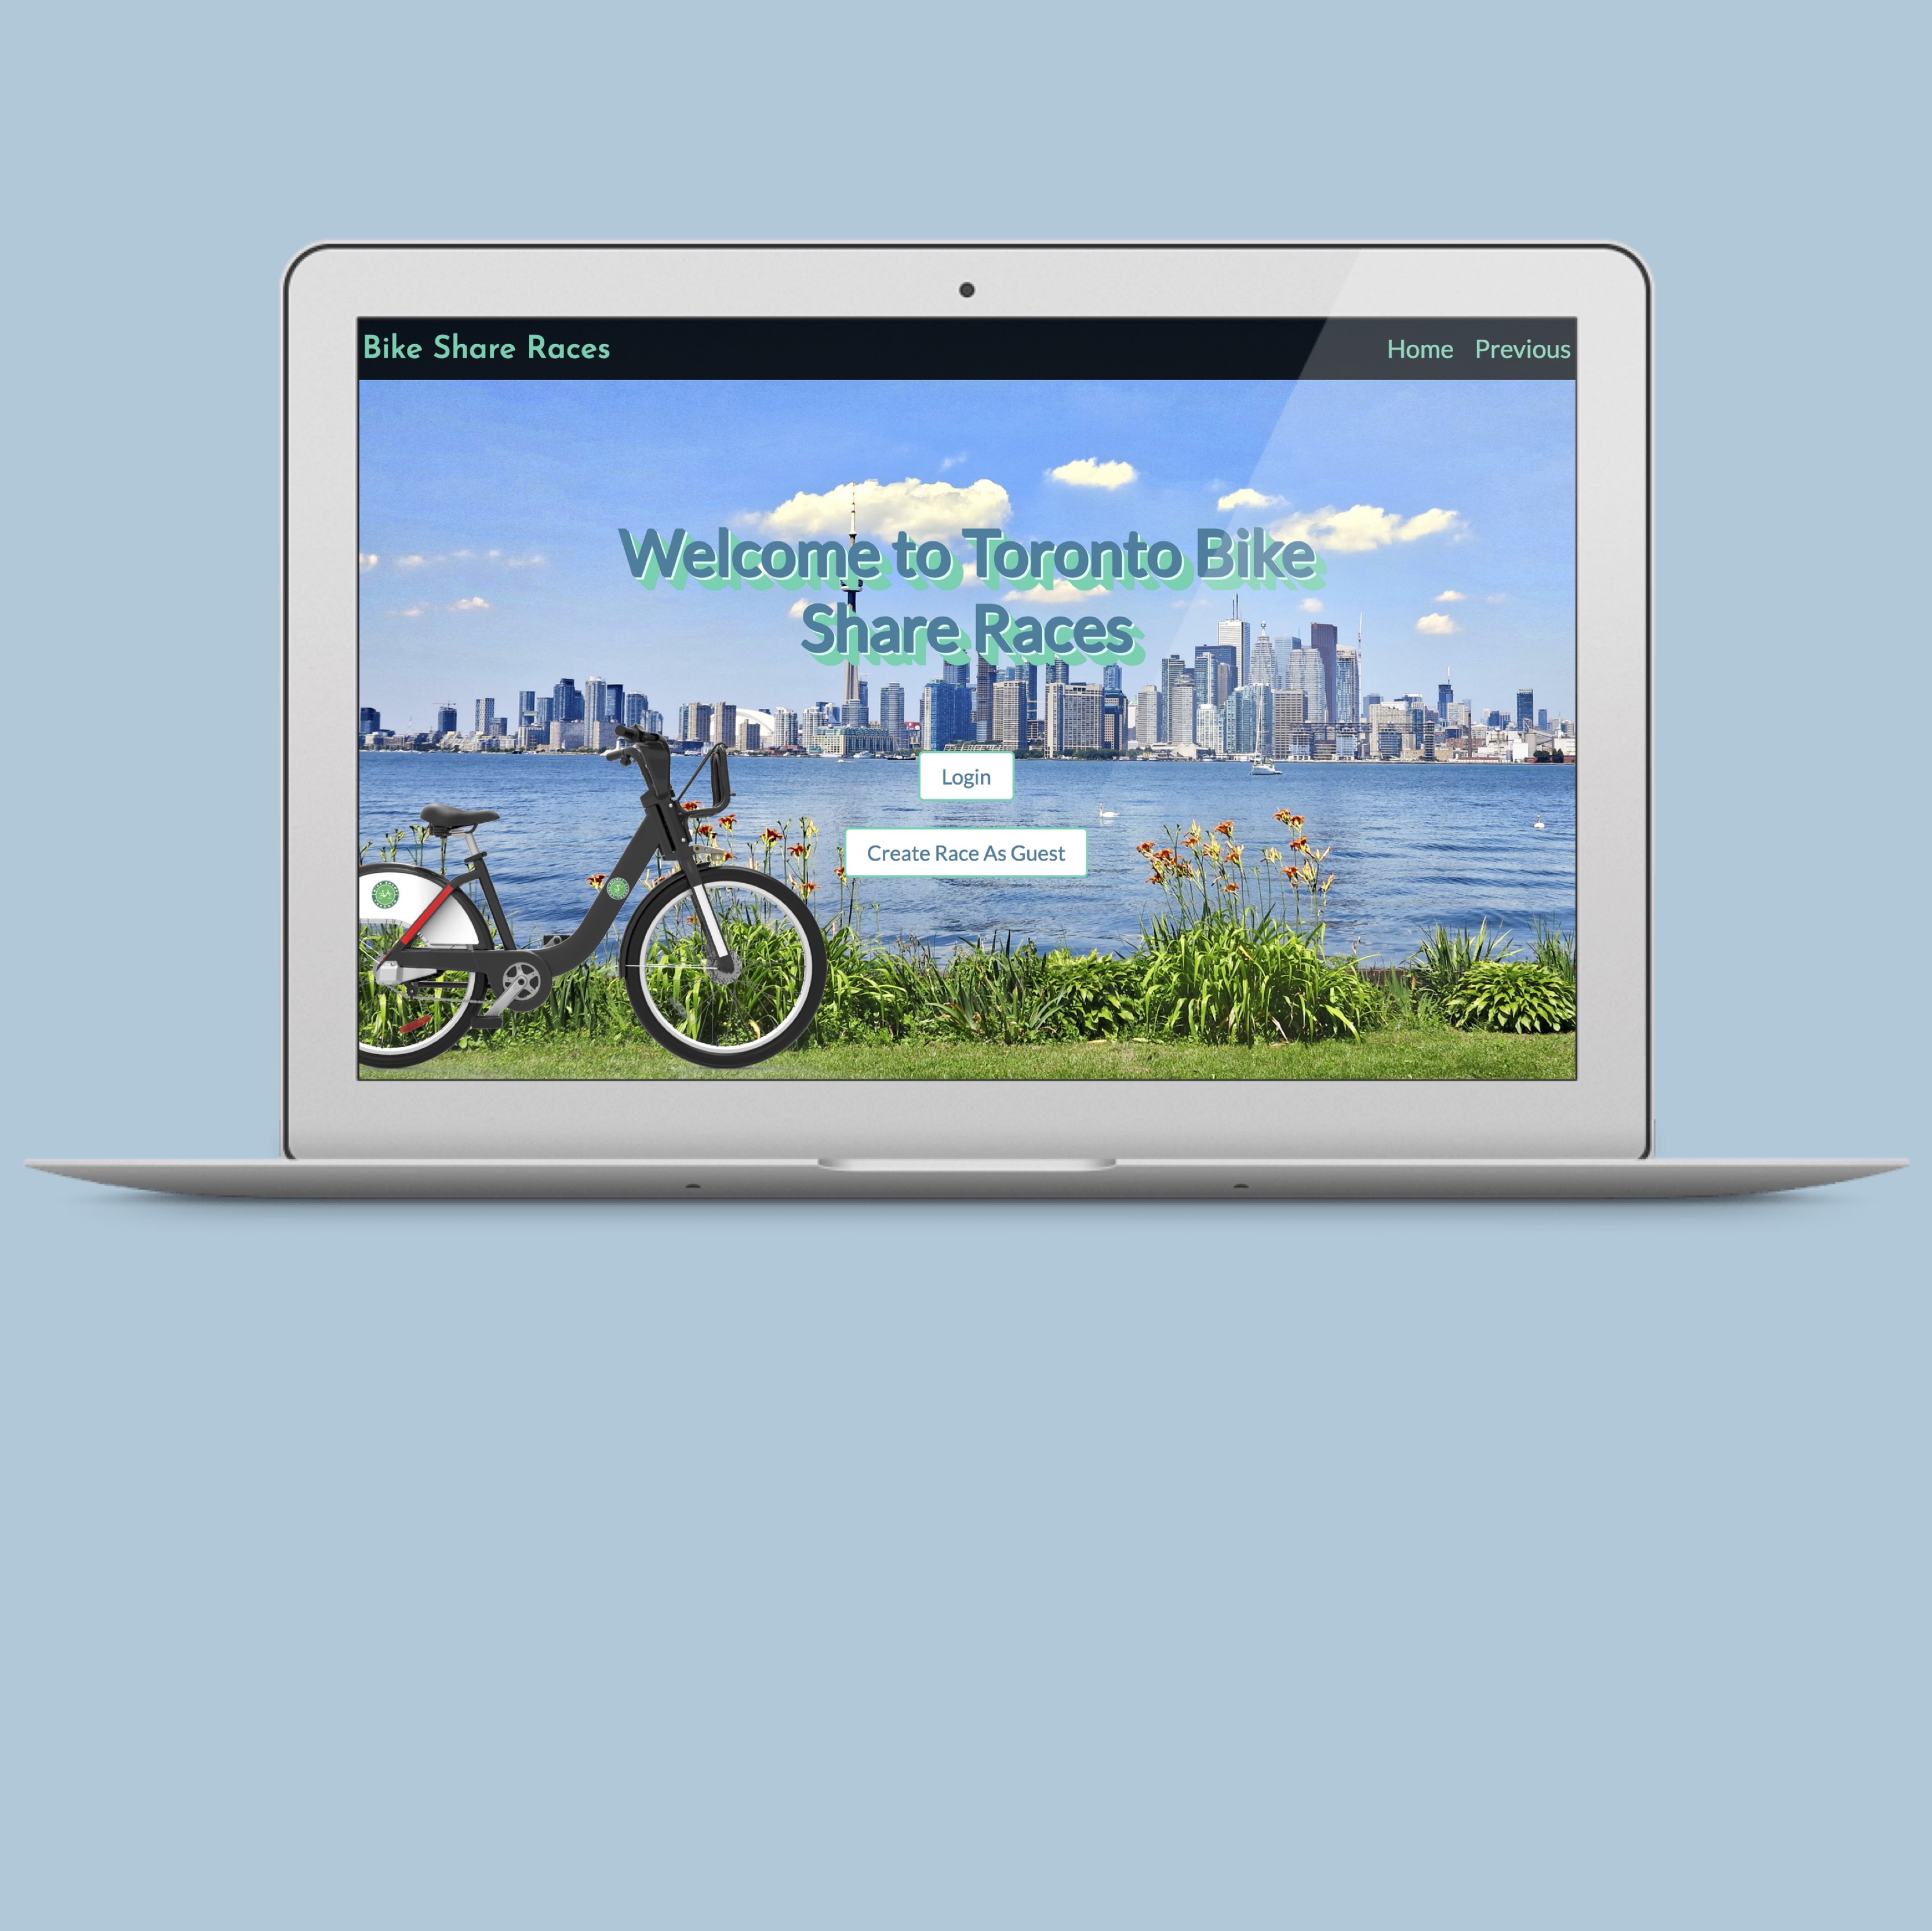 Bike Share Races
Home Previous
Welcome to Toronto Bike
Share Races
Login
Create Race As Guest